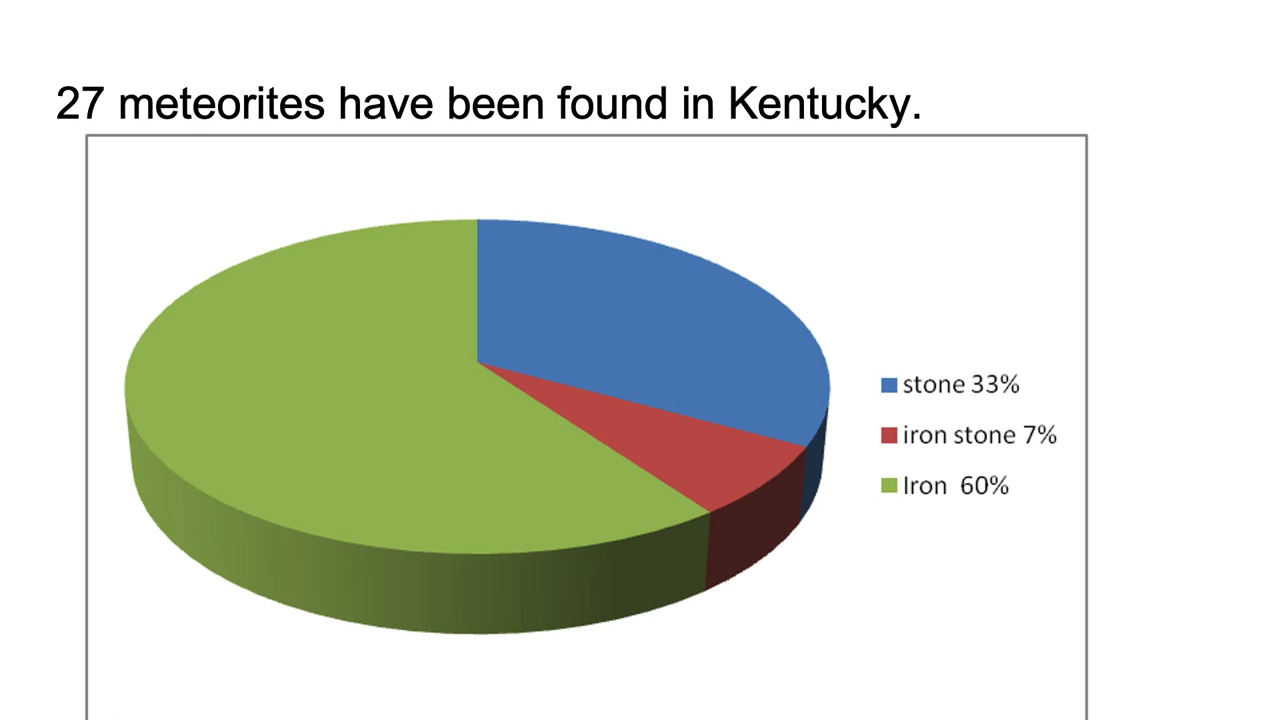 27 meteorites have been found in Kentucky.
stone 33%
iron stone 7%
Iron  60%